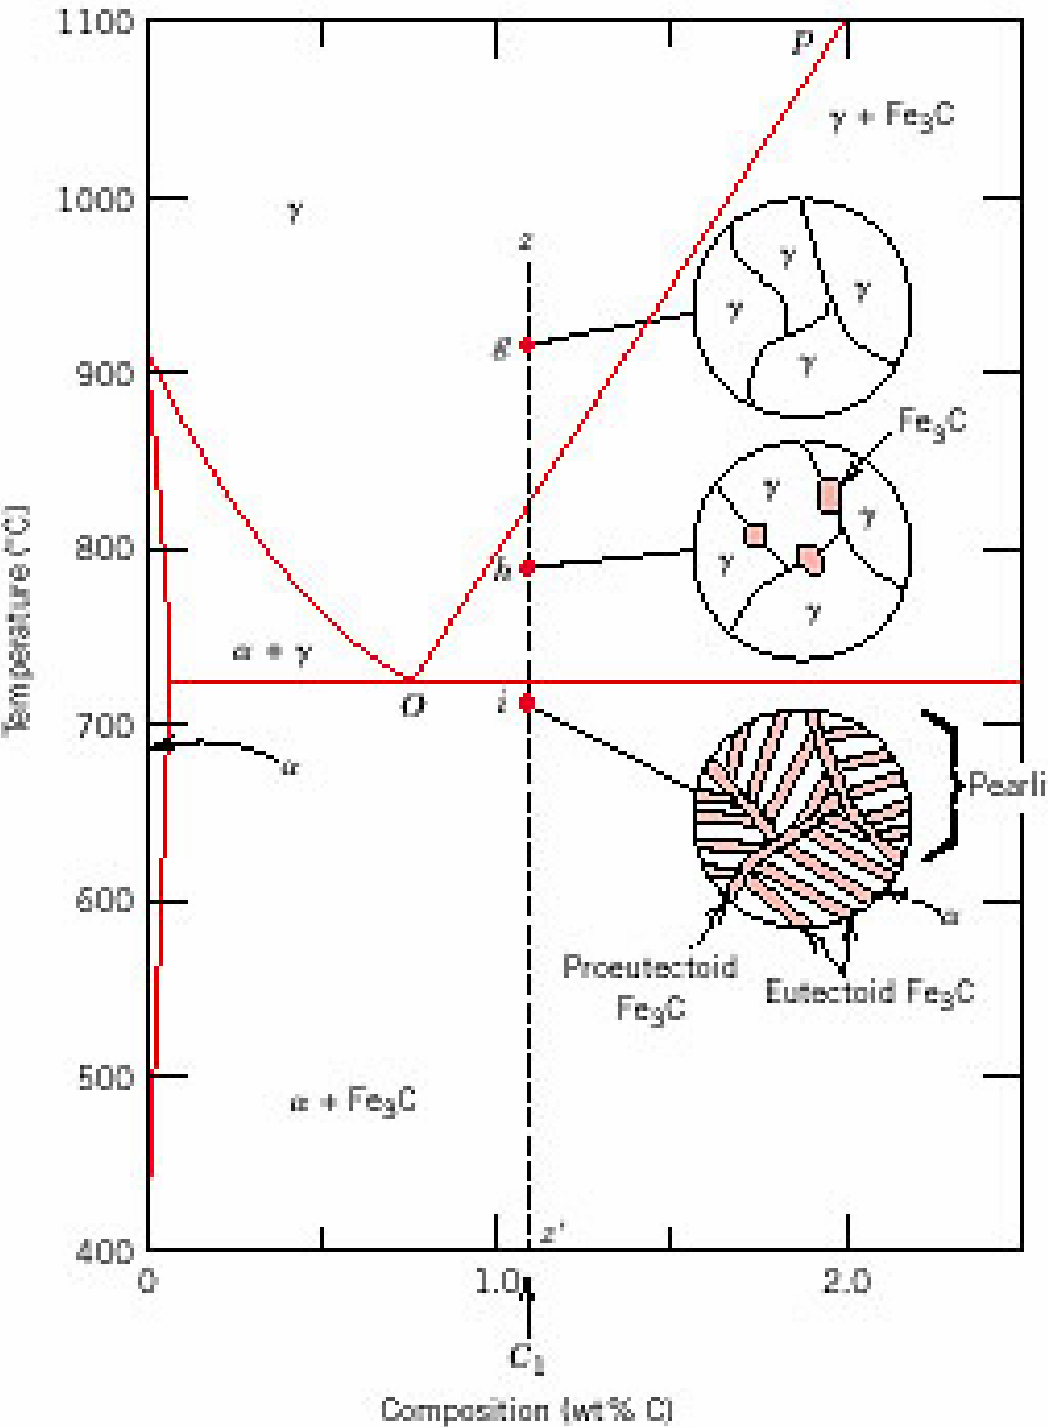 1100
P
γ + Fe₃C
1000
γ
z
γ
γ
γ
g
γ
900
Fe₃C
γ
γ
800
h
γ
γ
α + γ
Temperature (°C)
O
i
700
α
Pearli
600
α
Proeutectoid
Fe₃C
Eutectoid Fe₃C
500
α + Fe₃C
z'
400
0
1.0
2.0
C₁
Composition (wt% C)